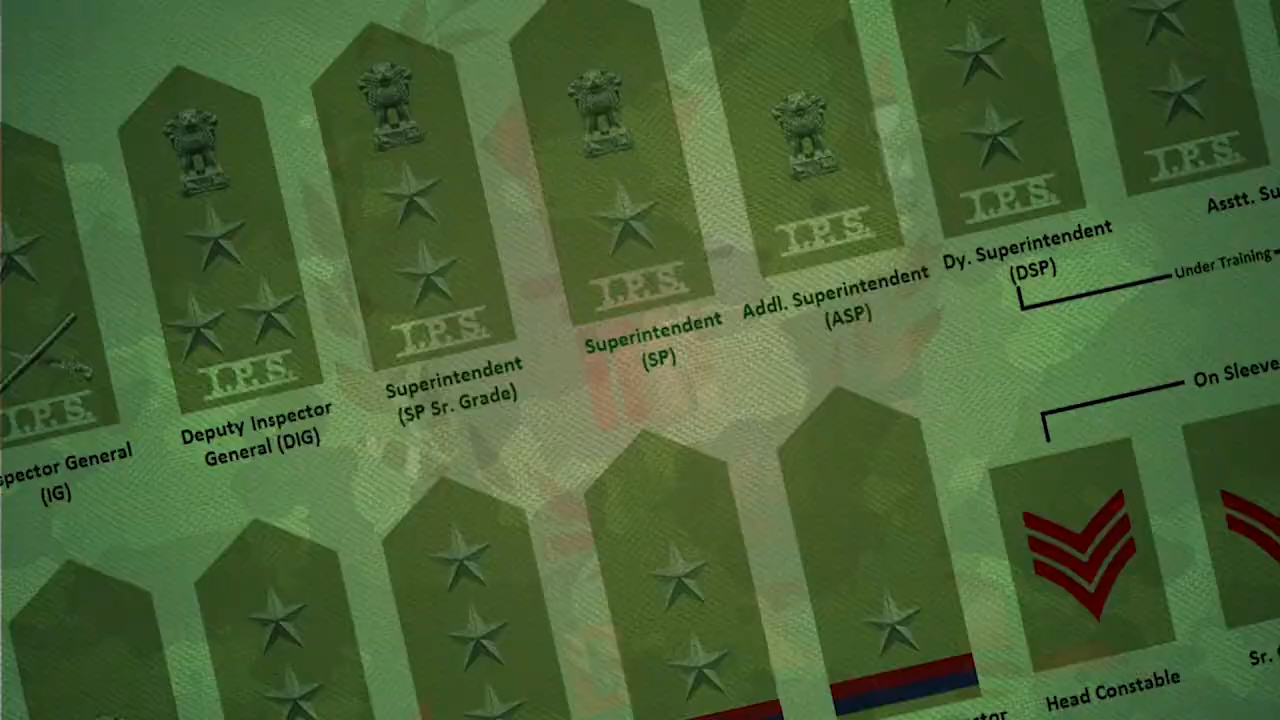 I.P.S.
spector General
(IG)
I.P.S.
Deputy Inspector
General (DIG)
I.P.S.
Superintendent
(SP Sr. Grade)
I.P.S.
Superintendent
(SP)
I.P.S.
Addl. Superintendent
(ASP)
I.P.S.
Dy. Superintendent
(DSP)
I.P.S.
Asstt. Su
Under Training
On Sleeve
Head Constable
Sr.